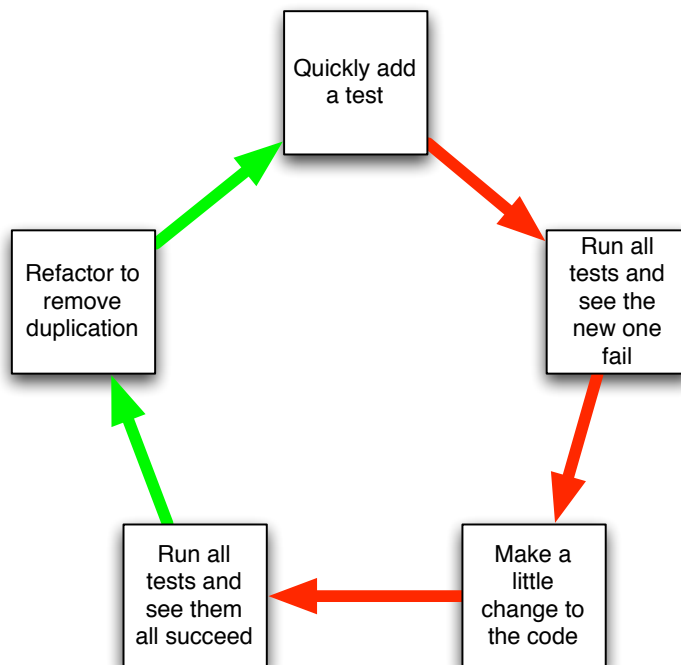 Quickly add
a test
Run all
tests and
see the
new one
fail
Make a
little
change to
the code
Run all
tests and
see them
all succeed
Refactor to
remove
duplication